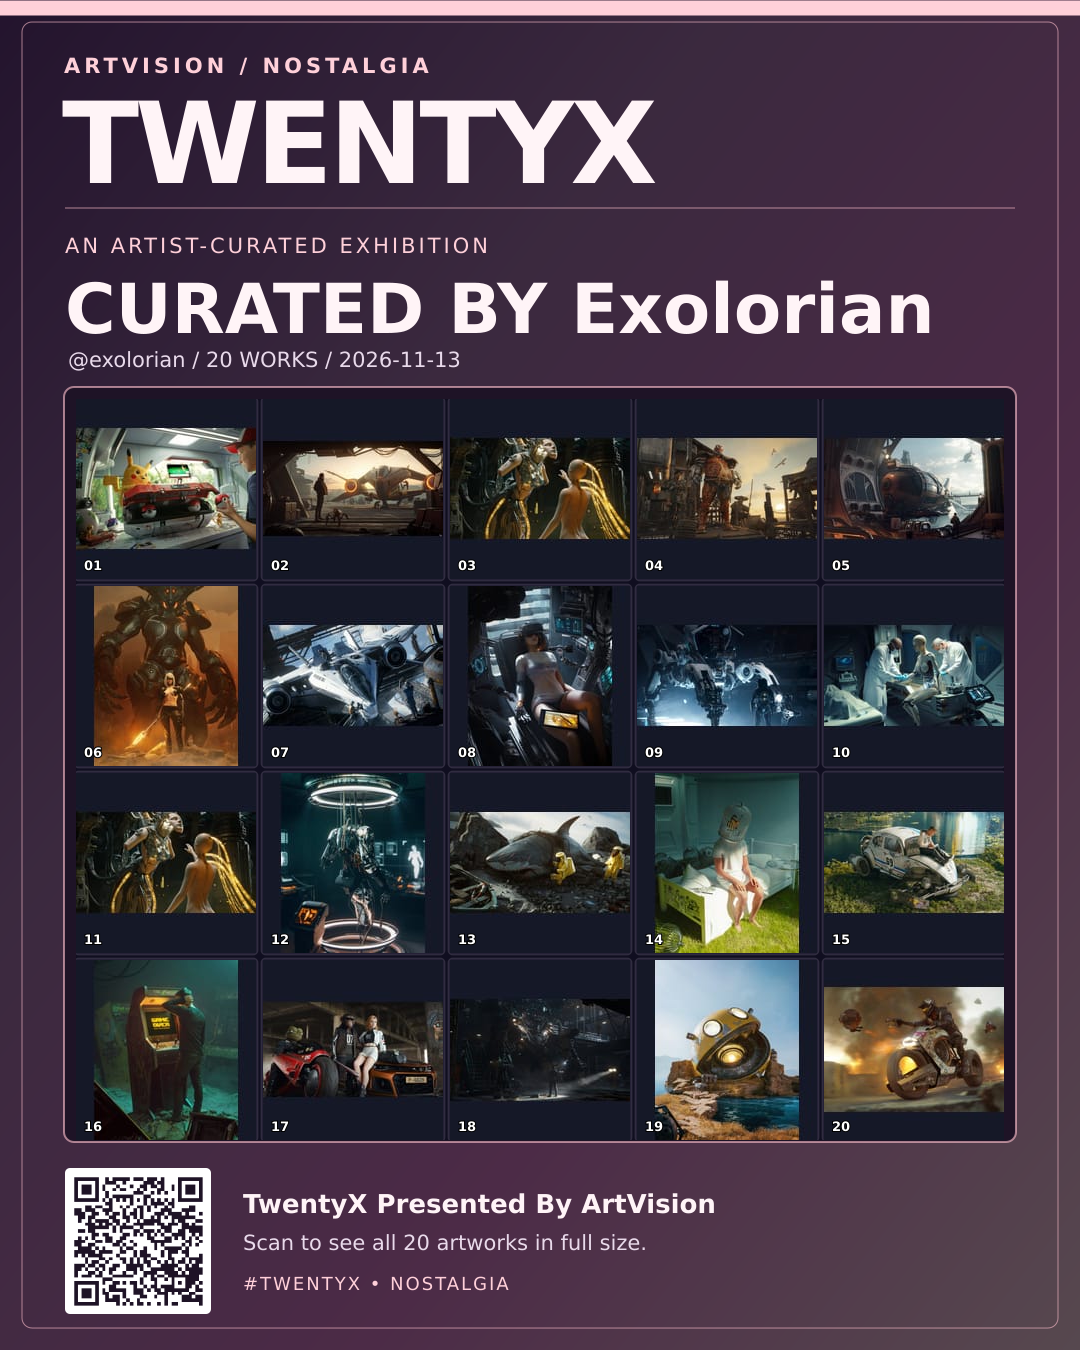 ARTVISION / NOSTALGIA
TWENTYX
AN ARTIST-CURATED EXHIBITION
CURATED BY Exolorian
@exolorian / 20 WORKS / 2026-11-13
01
02
03
04
05
06
07
08
09
10
11
12
13
14
15
16
GAME
OVER
17
18
19
20
TwentyX Presented By ArtVision
Scan to see all 20 artworks in full size.
#TWENTYX • NOSTALGIA